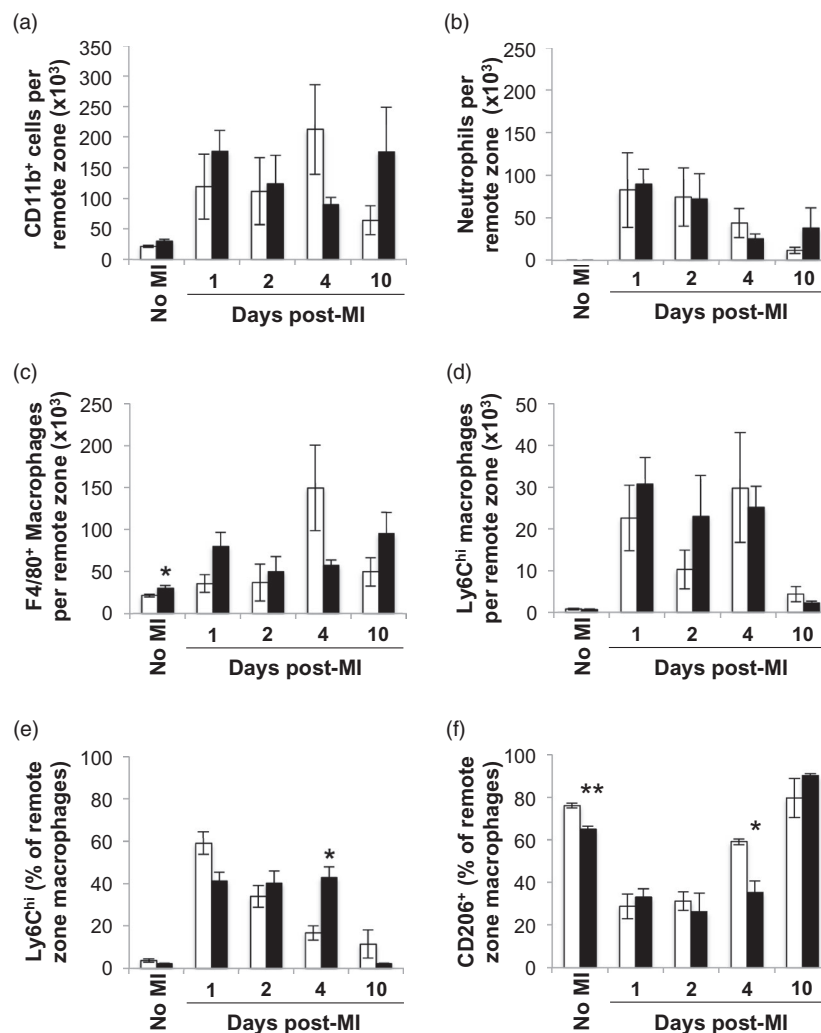 (a)
CD11b⁺ cells per
remote zone (x10³)
350
300
250
200
150
100
50
0
No MI
1 2 4 10
Days post-MI
(b)
Neutrophils per
remote zone (x10³)
250
200
150
100
50
0
No MI
1 2 4 10
Days post-MI
(c)
F4/80⁺ Macrophages
per remote zone (x10³)
250
200
150
100
50
0
*
No MI
1 2 4 10
Days post-MI
(d)
Ly6Cʰⁱ macrophages
per remote zone (x10³)
50
40
30
20
10
0
No MI
1 2 4 10
Days post-MI
(e)
Ly6Cʰⁱ (% of remote
zone macrophages)
100
80
60
40
20
0
*
No MI
1 2 4 10
Days post-MI
(f)
CD206⁺ (% of remote
zone macrophages)
100
80
60
40
20
0
**
*
No MI
1 2 4 10
Days post-MI